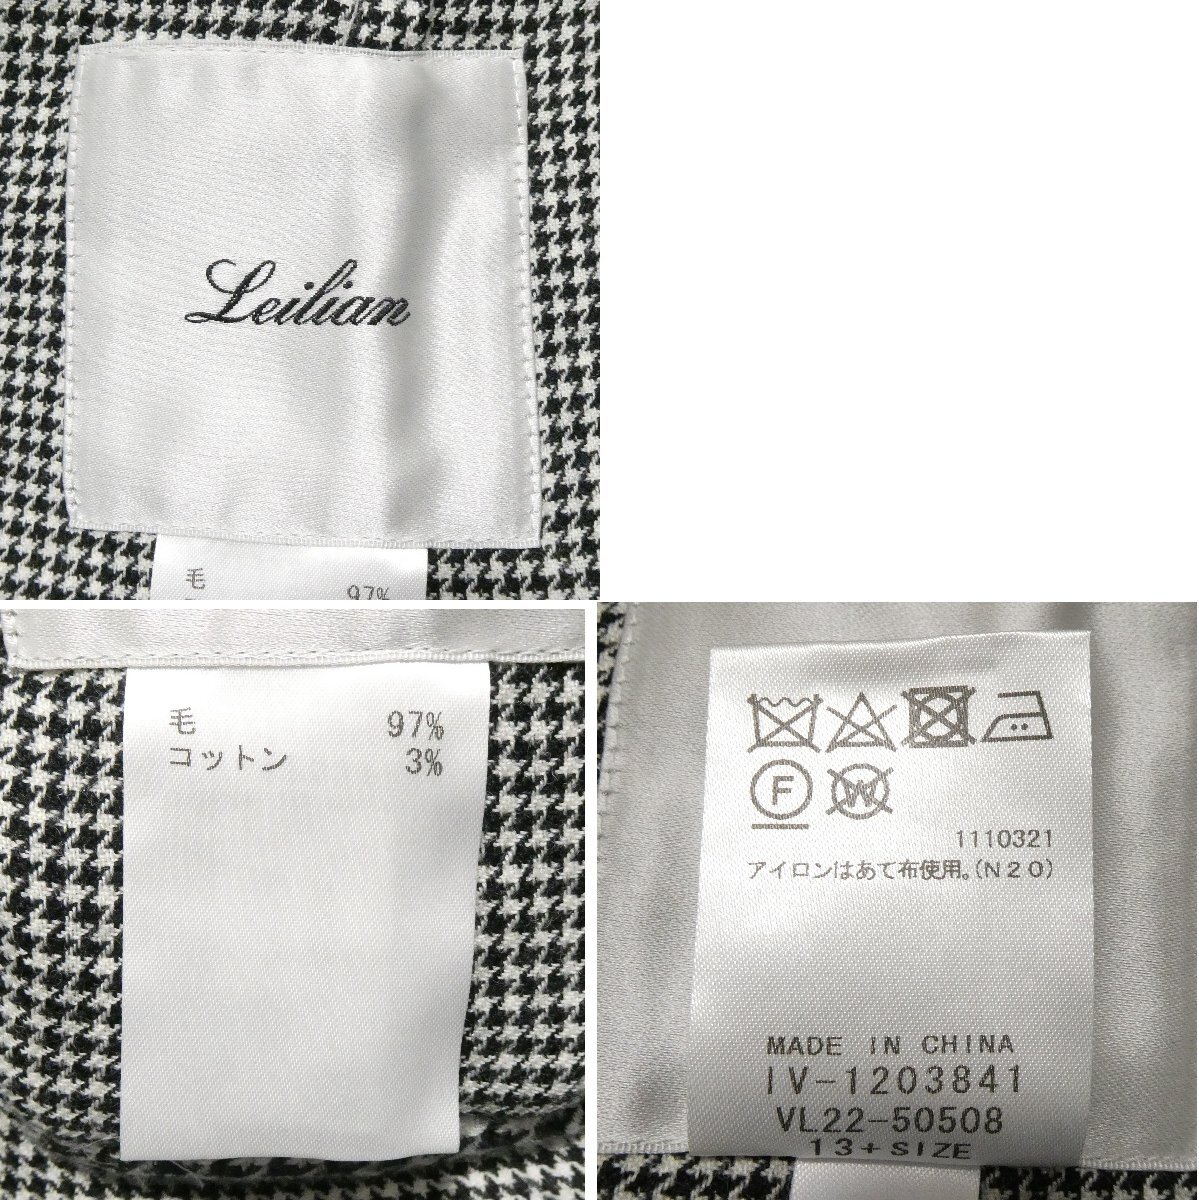 Leilian
毛 97%
毛 97%
コットン 3%
F
W
1110321
アイロンはあて布使用。(N20)
MADE IN CHINA
IV-1203841
VL22-50508
13+SIZE